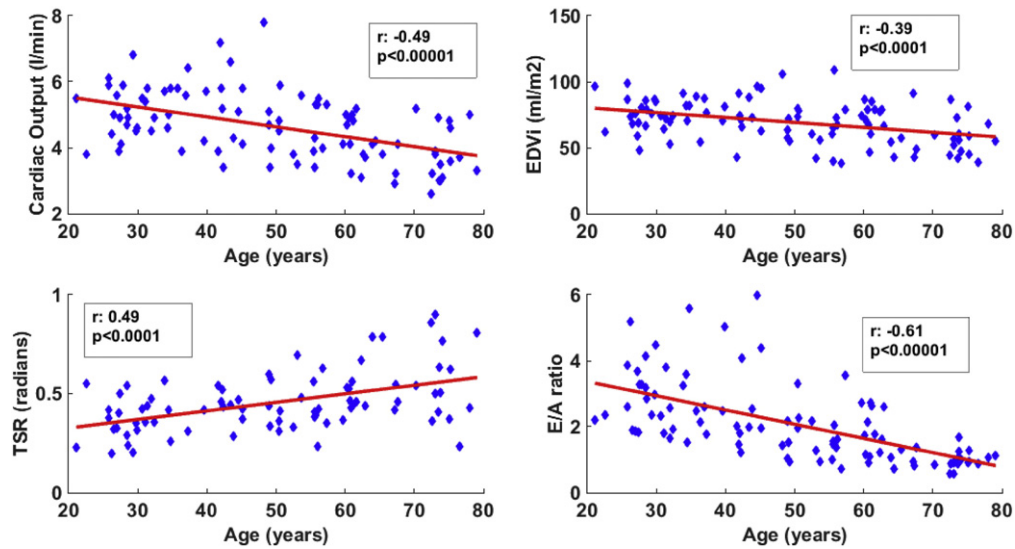 8
6
4
2
Cardiac Output (l/min)
r: -0.49
p<0.00001
20 30 40 50 60 70 80
Age (years)
150
100
50
0
EDVi (ml/m2)
r: -0.39
p<0.0001
20 30 40 50 60 70 80
Age (years)
1
0.5
0
TSR (radians)
r: 0.49
p<0.0001
20 30 40 50 60 70 80
Age (years)
6
4
2
0
E/A ratio
r: -0.61
p<0.00001
20 30 40 50 60 70 80
Age (years)